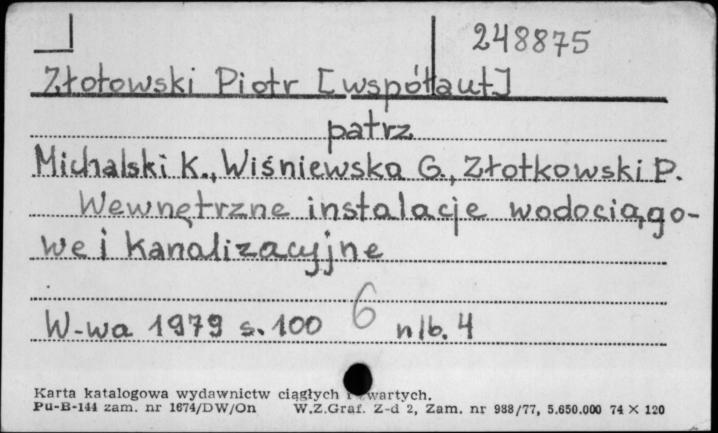 248875
Złotowski Piotr [współaut]
patrz
Michalski K., Wiśniewska G., Złotkowski P.
Wewnętrzne instalacje wodociągo-
we i kanalizacyjne
W-wa 1979 s. 100 6 nlb. 4
Karta katalogowa wydawnictw ciągłych i wartych.
Pu-B-144 zam. nr 1674/DW/On W.Z.Graf. Z-d 2, Zam. nr 988/77, 5.650.000 74 × 120